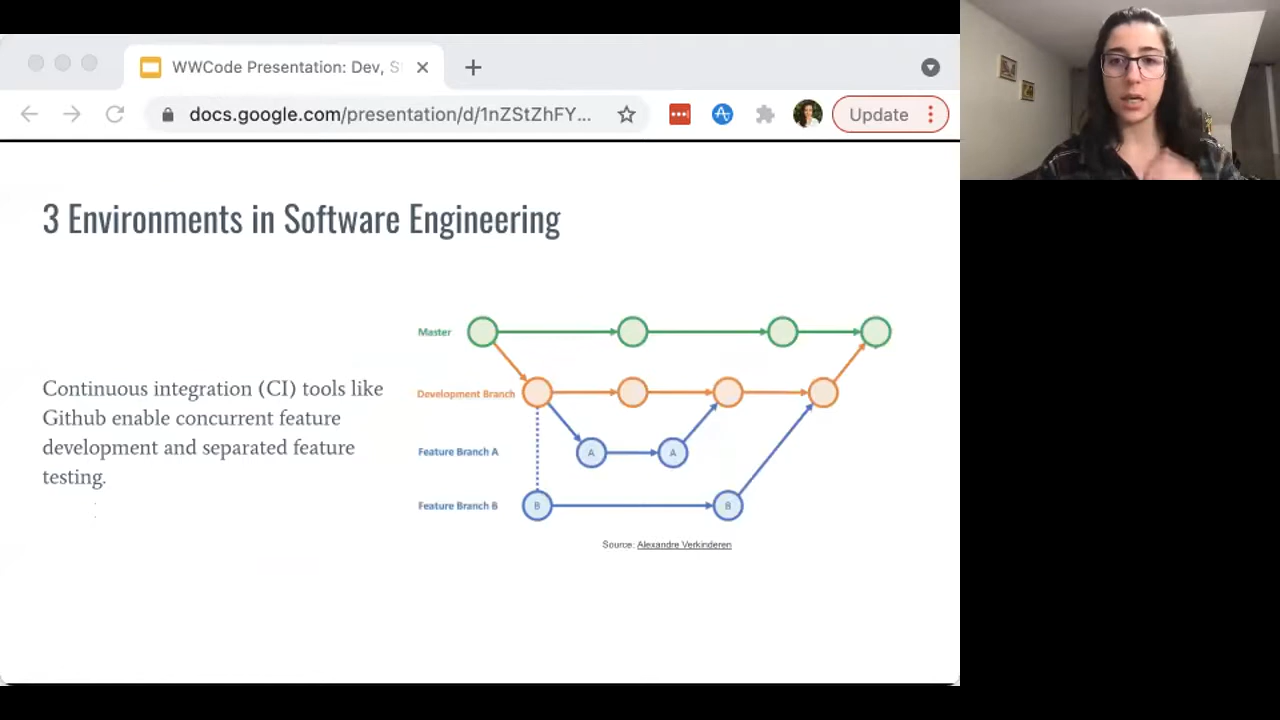 WWCode Presentation: Dev, S
docs.google.com/presentation/d/1nZStZhFY...
Update
3 Environments in Software Engineering
Continuous integration (CI) tools like
Github enable concurrent feature
development and separated feature
testing.
Master
Development Branch
Feature Branch A
A
A
Feature Branch B
B
B
Source: Alexandre Verkinderen